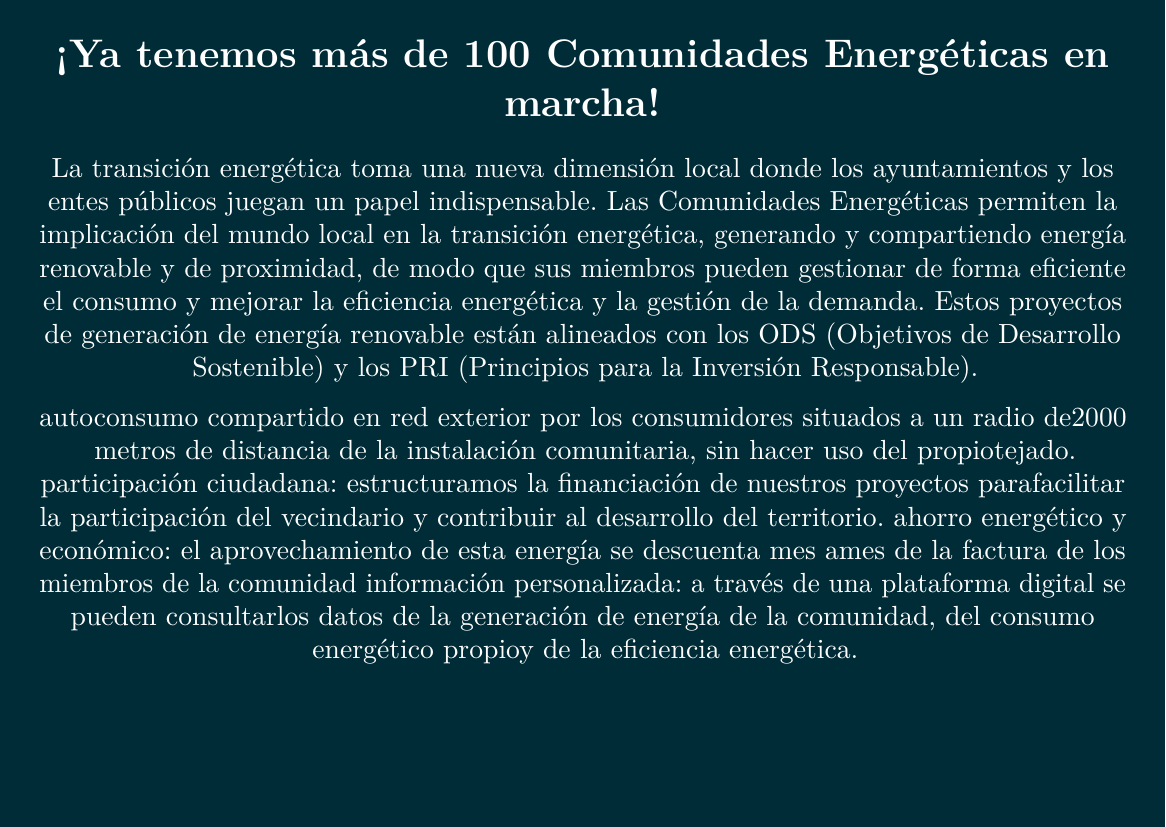 ¡Ya tenemos más de 100 Comunidades Energéticas en
marcha!
La transición energética toma una nueva dimensión local donde los ayuntamientos y los
entes públicos juegan un papel indispensable. Las Comunidades Energéticas permiten la
implicación del mundo local en la transición energética, generando y compartiendo energía
renovable y de proximidad, de modo que sus miembros pueden gestionar de forma eficiente
el consumo y mejorar la eficiencia energética y la gestión de la demanda. Estos proyectos
de generación de energía renovable están alineados con los ODS (Objetivos de Desarrollo
Sostenible) y los PRI (Principios para la Inversión Responsable).
autoconsumo compartido en red exterior por los consumidores situados a un radio de2000
metros de distancia de la instalación comunitaria, sin hacer uso del propiotejado.
participación ciudadana: estructuramos la financiación de nuestros proyectos parafacilitar
la participación del vecindario y contribuir al desarrollo del territorio. ahorro energético y
económico: el aprovechamiento de esta energía se descuenta mes ames de la factura de los
miembros de la comunidad información personalizada: a través de una plataforma digital se
pueden consultarlos datos de la generación de energía de la comunidad, del consumo
energético propioy de la eficiencia energética.